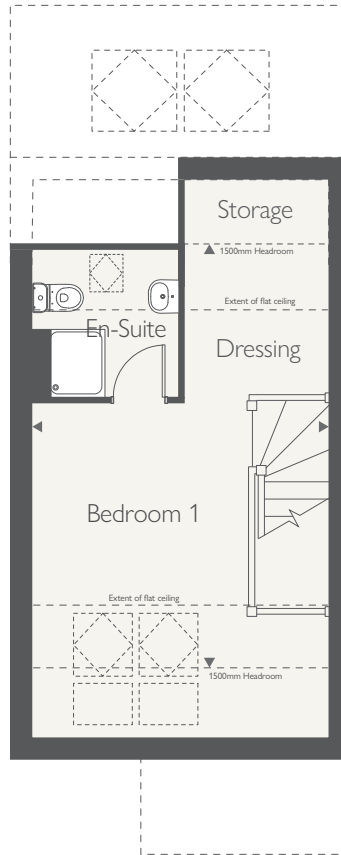 Storage
1500mm Headroom
Extent of flat ceiling
En-Suite
Dressing
Bedroom 1
Extent of flat ceiling
1500mm Headroom